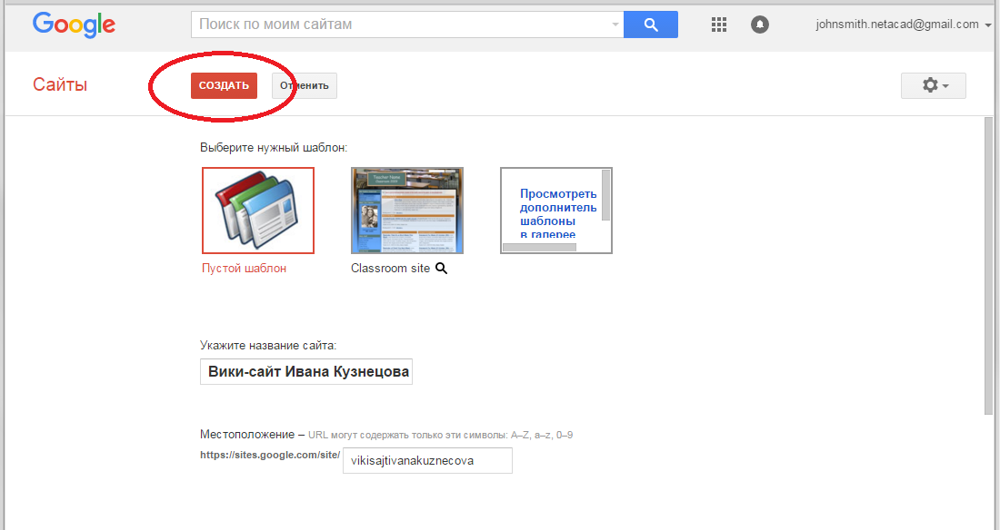 Google
Поиск по моим сайтам
johnsmith.netacad@gmail.com
Сайты
СОЗДАТЬ
Отменить
Выберите нужный шаблон:
Teacher Name
Просмотреть
дополнитель
шаблоны
в галерее
Пустой шаблон
Classroom site
Укажите название сайта:
Вики-сайт Ивана Кузнецова
Местоположение – URL могут содержать только эти символы: A–Z, a–z, 0–9
https://sites.google.com/site/ vikisajtivanakuznecova